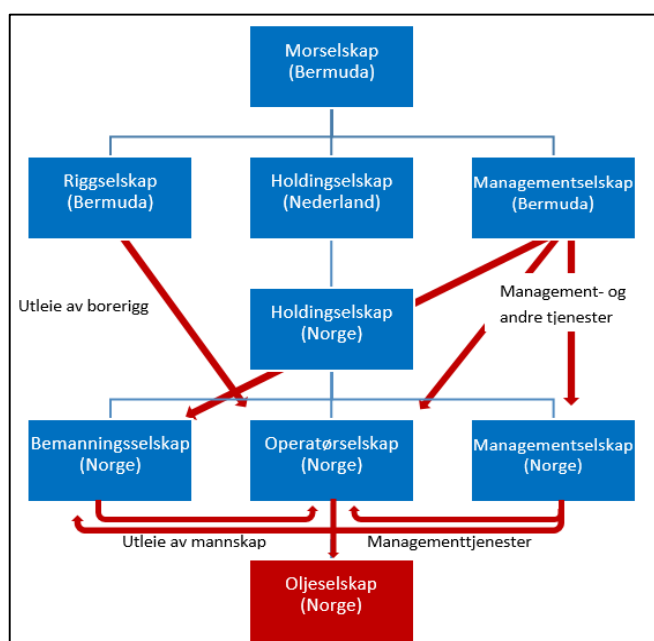 Morselskap
(Bermuda)
Riggselskap
(Bermuda)
Holdingselskap
(Nederland)
Managementselskap
(Bermuda)
Utleie av borerigg
Management- og
andre tjenester
Holdingselskap
(Norge)
Bemanningsselskap
(Norge)
Operatørselskap
(Norge)
Managementselskap
(Norge)
Utleie av mannskap
Managementtjenester
Oljeselskap
(Norge)